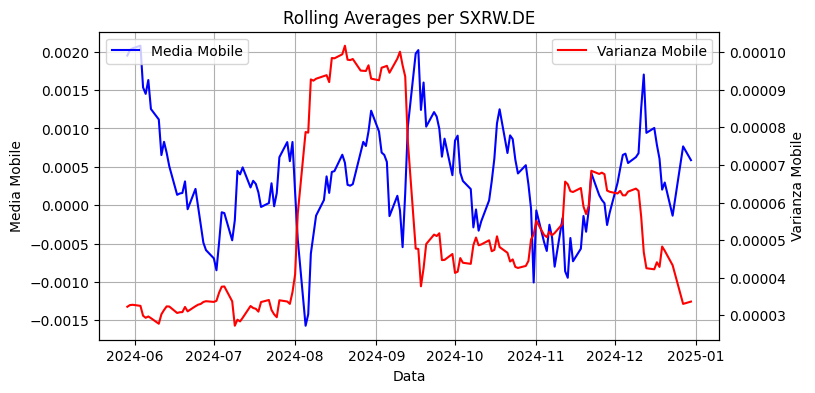 Rolling Averages per SXRW.DE
Media Mobile
Varianza Mobile
0.0020
0.0015
0.0010
0.0005
0.0000
−0.0005
−0.0010
−0.0015
Media Mobile
0.00010
0.00009
0.00008
0.00007
0.00006
0.00005
0.00004
0.00003
Varianza Mobile
2024-06 2024-07 2024-08 2024-09 2024-10 2024-11 2024-12 2025-01
Data